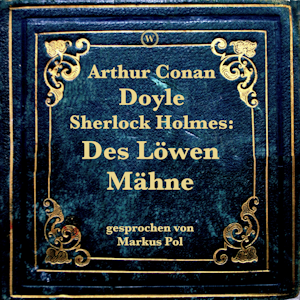 W
Arthur Conan
Doyle
Sherlock Holmes:
Des Löwen
Mähne
gesprochen von
Markus Pol